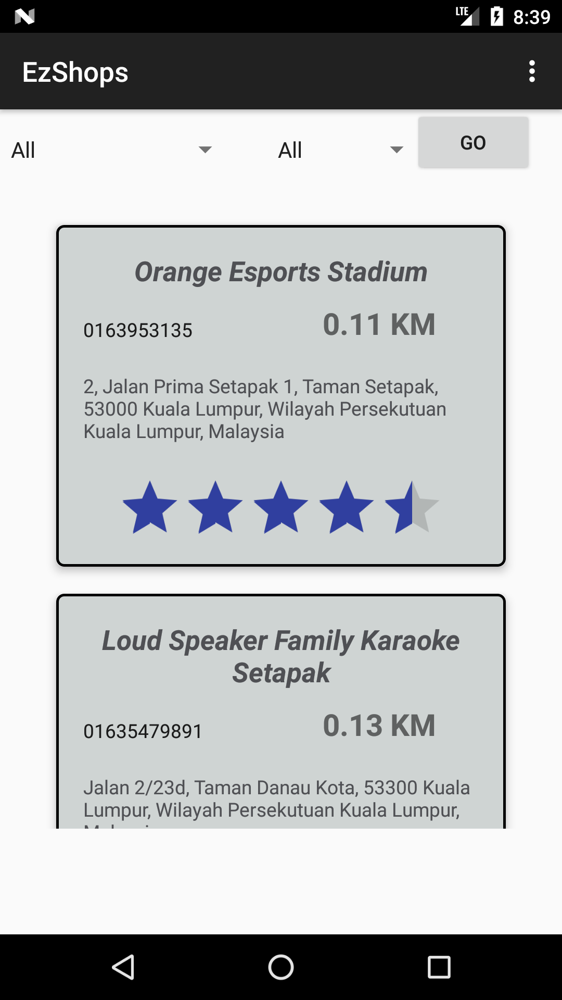 LTE 8:39
EzShops
All All GO
Orange Esports Stadium
0163953135 0.11 KM
2, Jalan Prima Setapak 1, Taman Setapak,
53000 Kuala Lumpur, Wilayah Persekutuan
Kuala Lumpur, Malaysia
Loud Speaker Family Karaoke
Setapak
01635479891 0.13 KM
Jalan 2/23d, Taman Danau Kota, 53300 Kuala
Lumpur, Wilayah Persekutuan Kuala Lumpur,